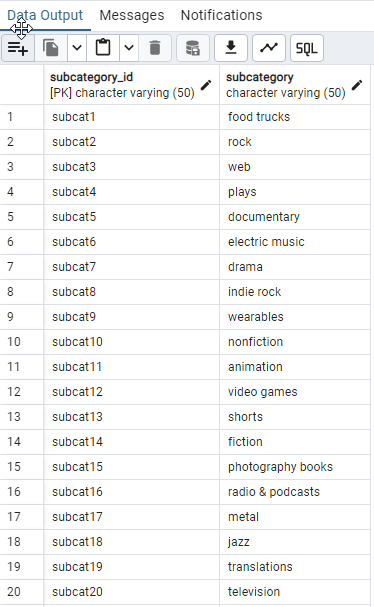 Data Output Messages Notifications
SQL
subcategory_id subcategory
[PK] character varying (50) character varying (50)
1 subcat1 food trucks
2 subcat2 rock
3 subcat3 web
4 subcat4 plays
5 subcat5 documentary
6 subcat6 electric music
7 subcat7 drama
8 subcat8 indie rock
9 subcat9 wearables
10 subcat10 nonfiction
11 subcat11 animation
12 subcat12 video games
13 subcat13 shorts
14 subcat14 fiction
15 subcat15 photography books
16 subcat16 radio & podcasts
17 subcat17 metal
18 subcat18 jazz
19 subcat19 translations
20 subcat20 television